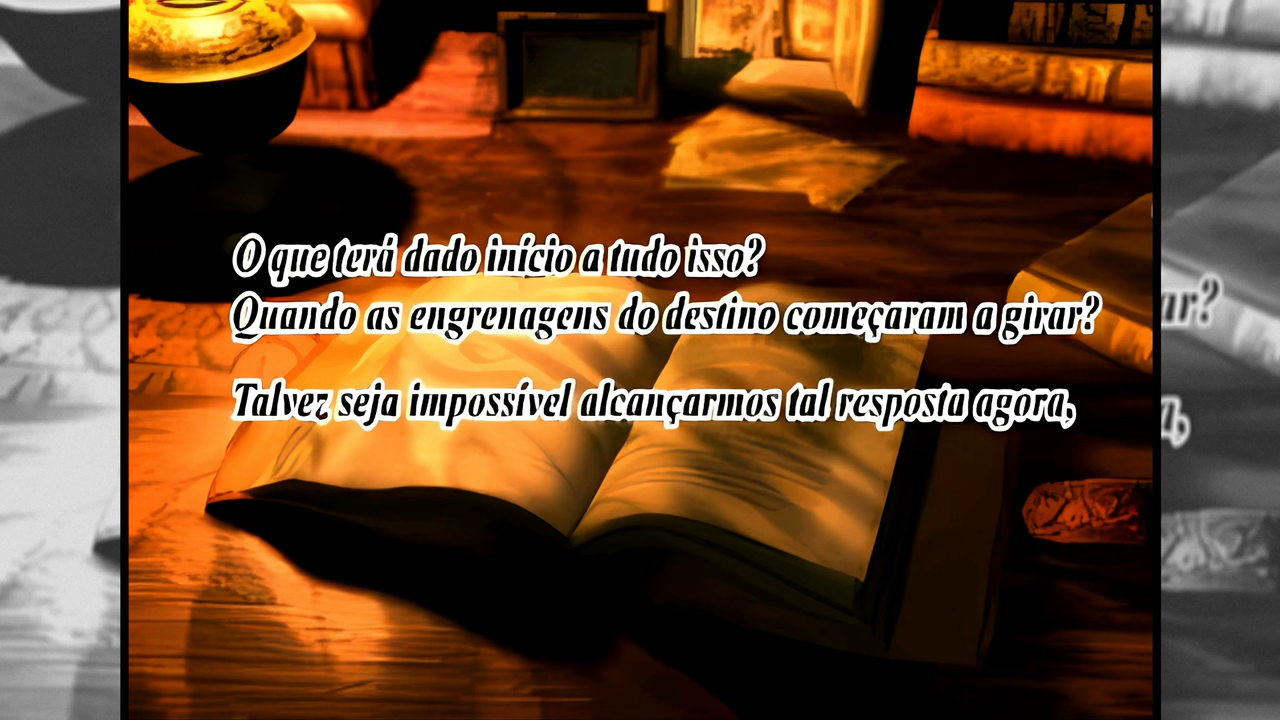 O que terá dado início a tudo isso?
Quando as engrenagens do destino começaram a girar?
Talvez seja impossível alcançarmos tal resposta agora,